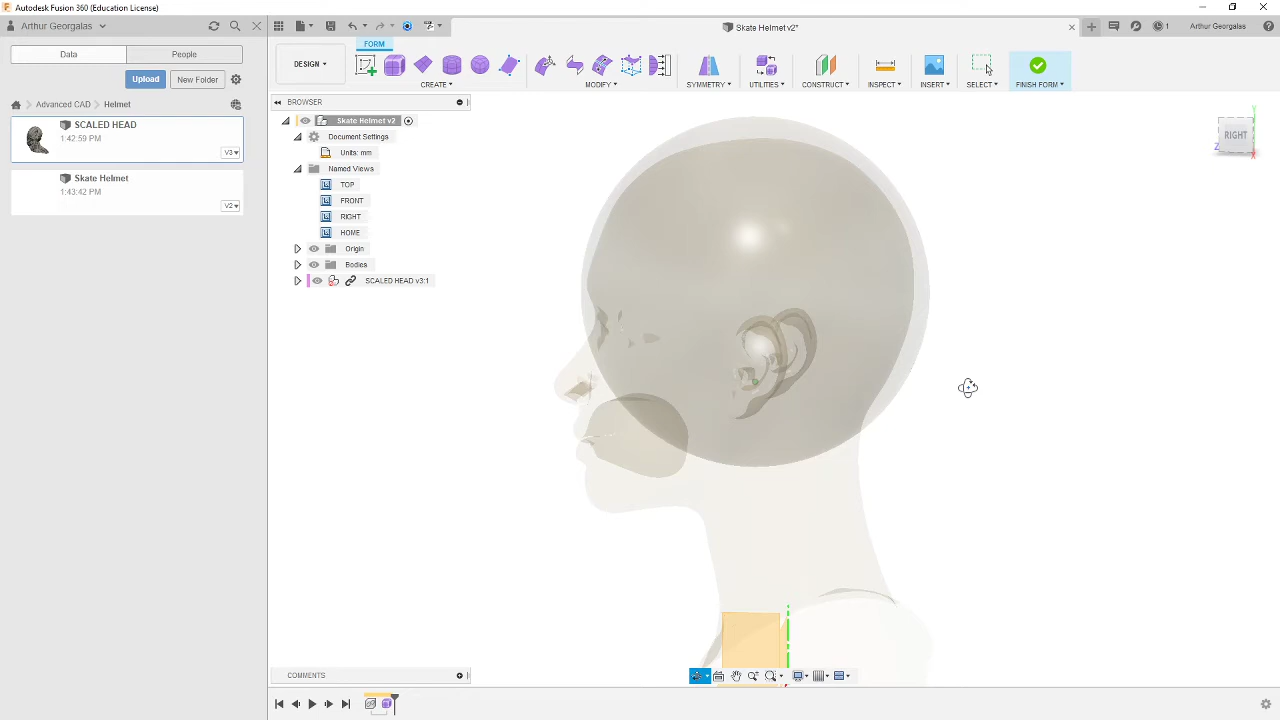 Autodesk Fusion 360 (Education License)
Arthur Georgalas
Skate Helmet v2*
1
Arthur Georgalas
Data
People
FORM
DESIGN
CREATE
MODIFY
SYMMETRY
UTILITIES
CONSTRUCT
INSPECT
INSERT
SELECT
FINISH FORM
Upload
New Folder
Advanced CAD
Helmet
BROWSER
SCALED HEAD
1:42:59 PM
V3
Skate Helmet
1:43:42 PM
V2
Skate Helmet v2
Document Settings
Units: mm
Named Views
TOP
FRONT
RIGHT
HOME
Origin
Bodies
SCALED HEAD v3:1
RIGHT
Y
Z
X
COMMENTS